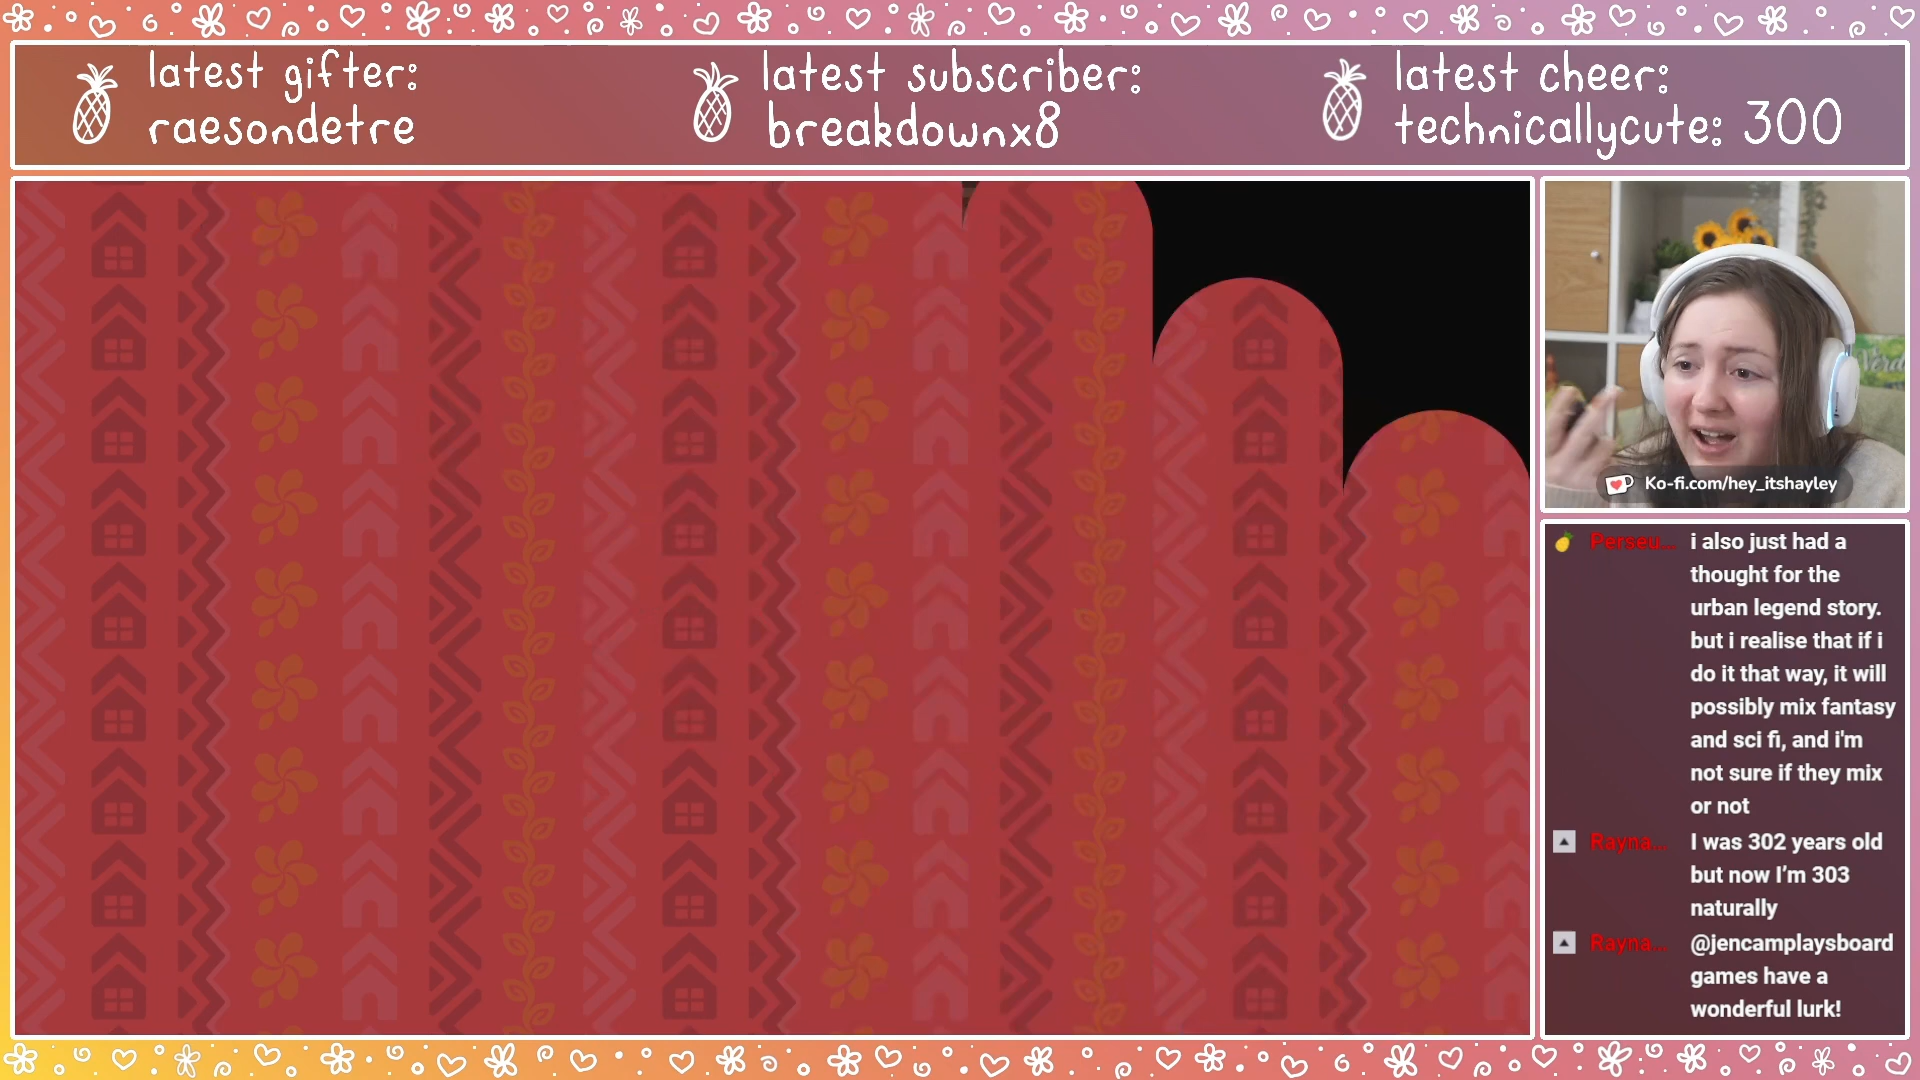 latest gifter:
raesondetre
latest subscriber:
breakdownx8
latest cheer:
technicallycute: 300
Ko-fi.com/hey_itshayley
Perseu... i also just had a
thought for the
urban legend story.
but i realise that if i
do it that way, it will
possibly mix fantasy
and sci fi, and i'm
not sure if they mix
or not
Rayna... I was 302 years old
but now I'm 303
naturally
Rayna... @jencamplaysboard
games have a
wonderful lurk!